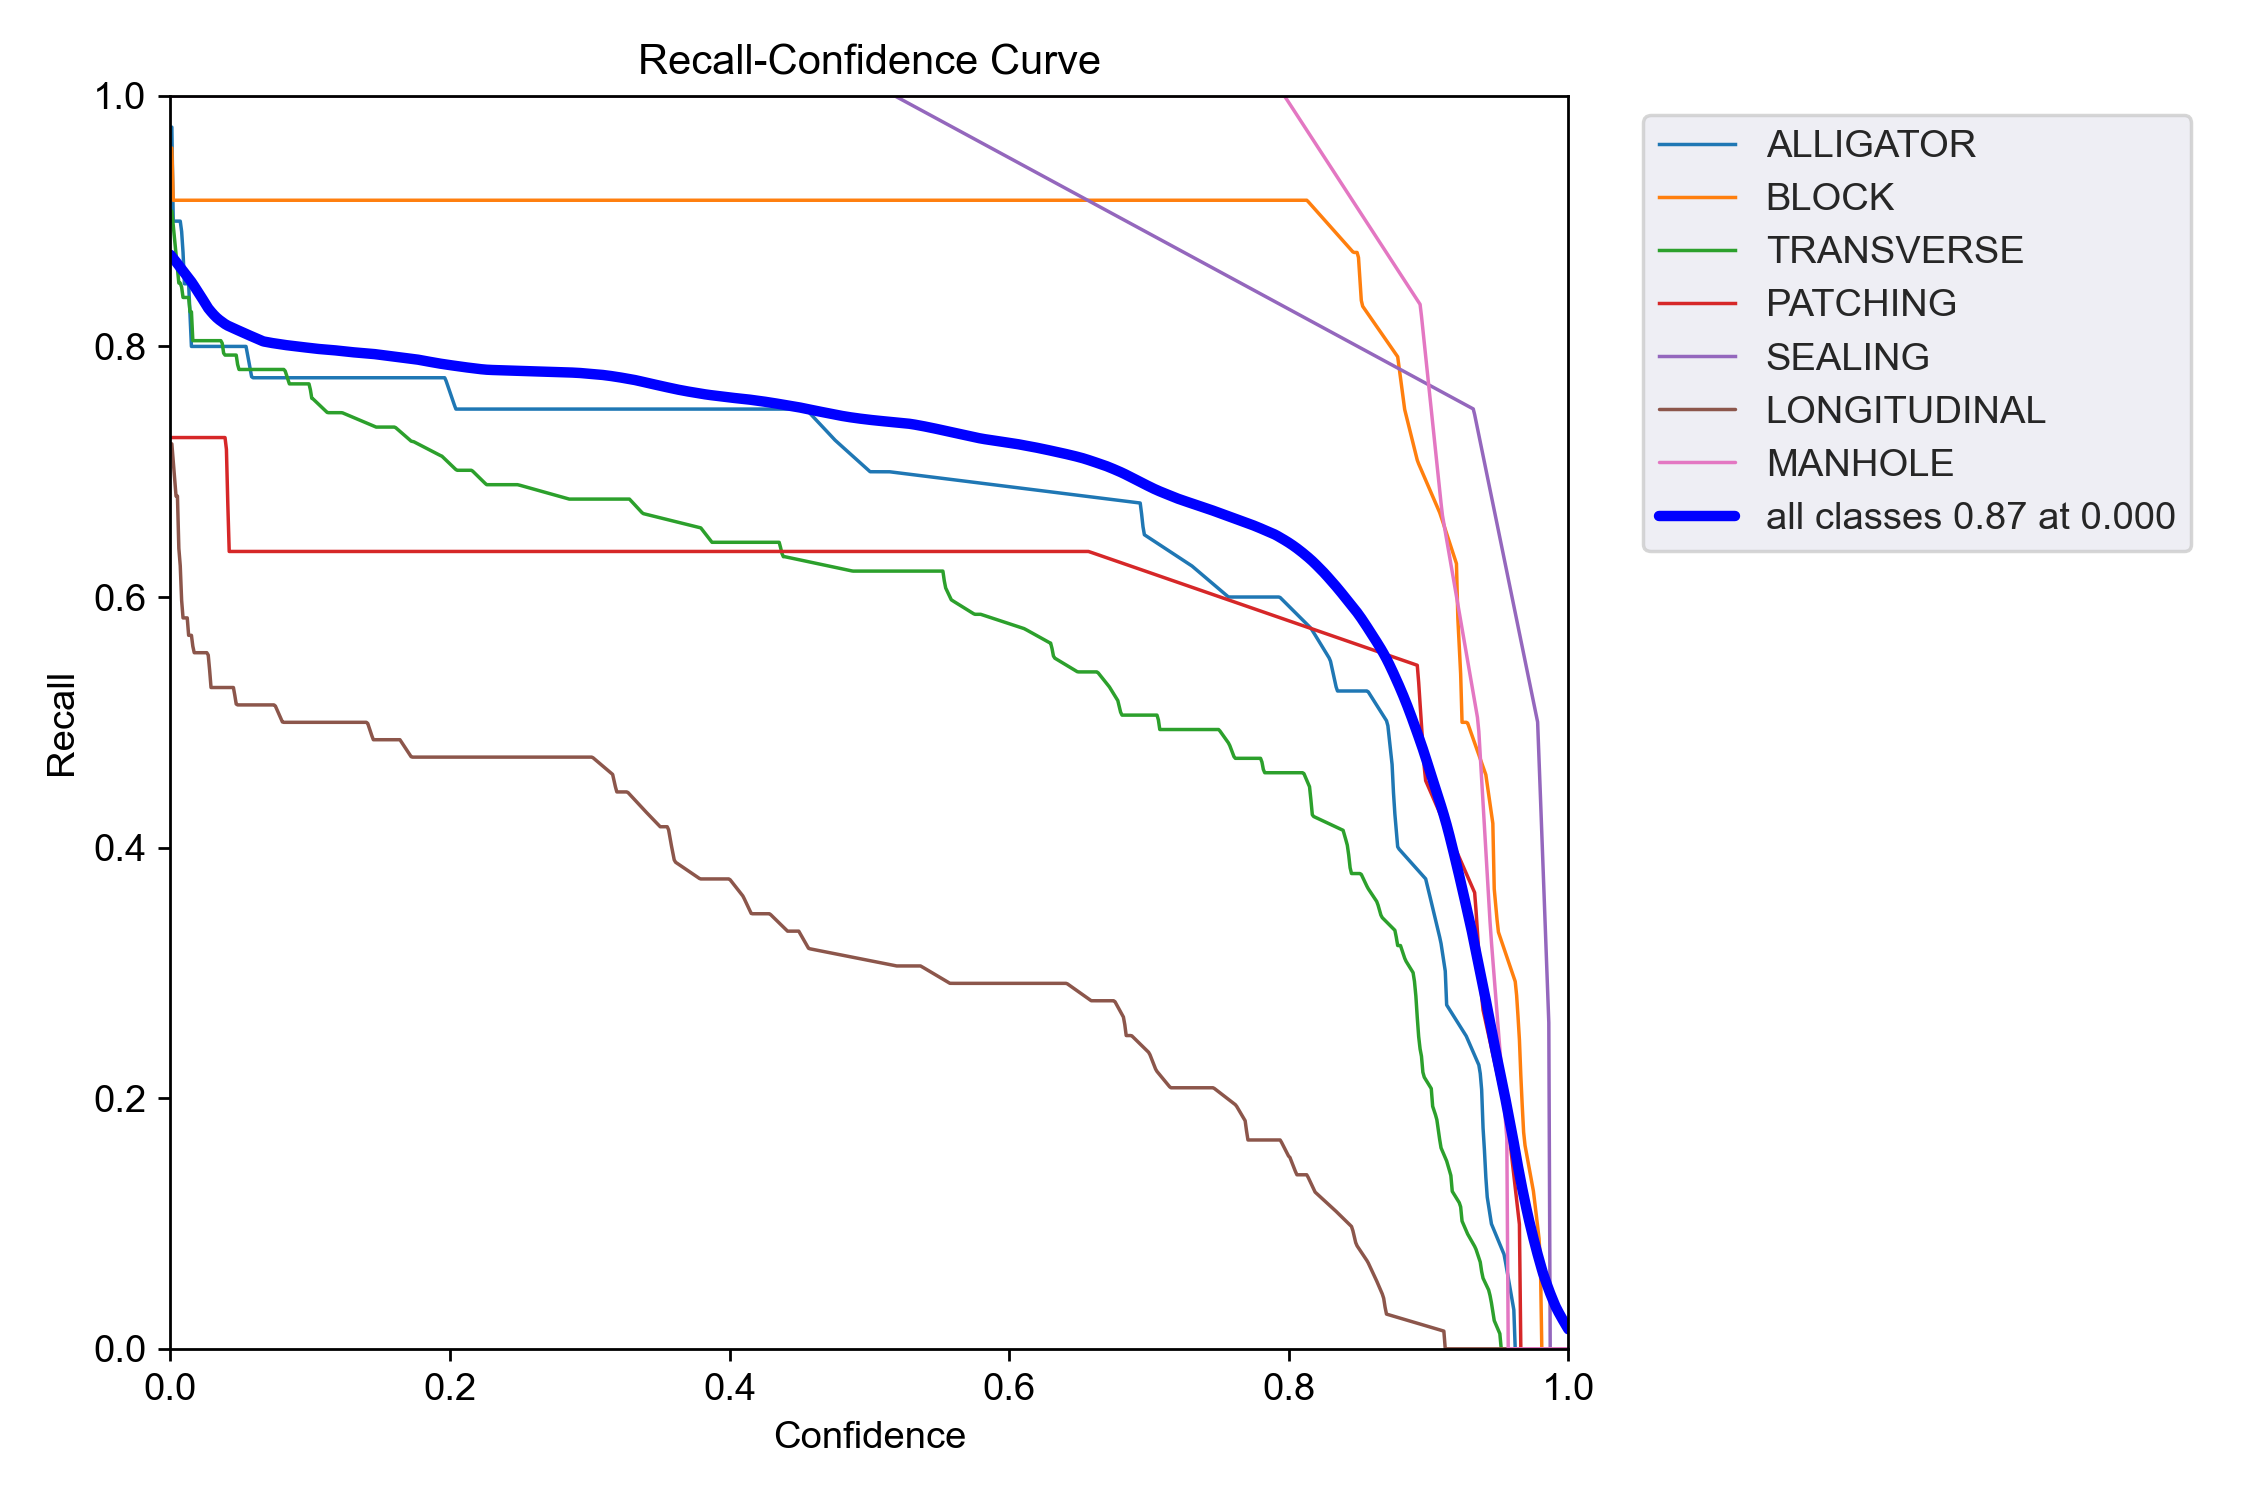 Recall-Confidence Curve
1.0
0.8
0.6
0.4
0.2
0.0
Recall
0.0 0.2 0.4 0.6 0.8 1.0
Confidence
ALLIGATOR
BLOCK
TRANSVERSE
PATCHING
SEALING
LONGITUDINAL
MANHOLE
all classes 0.87 at 0.000